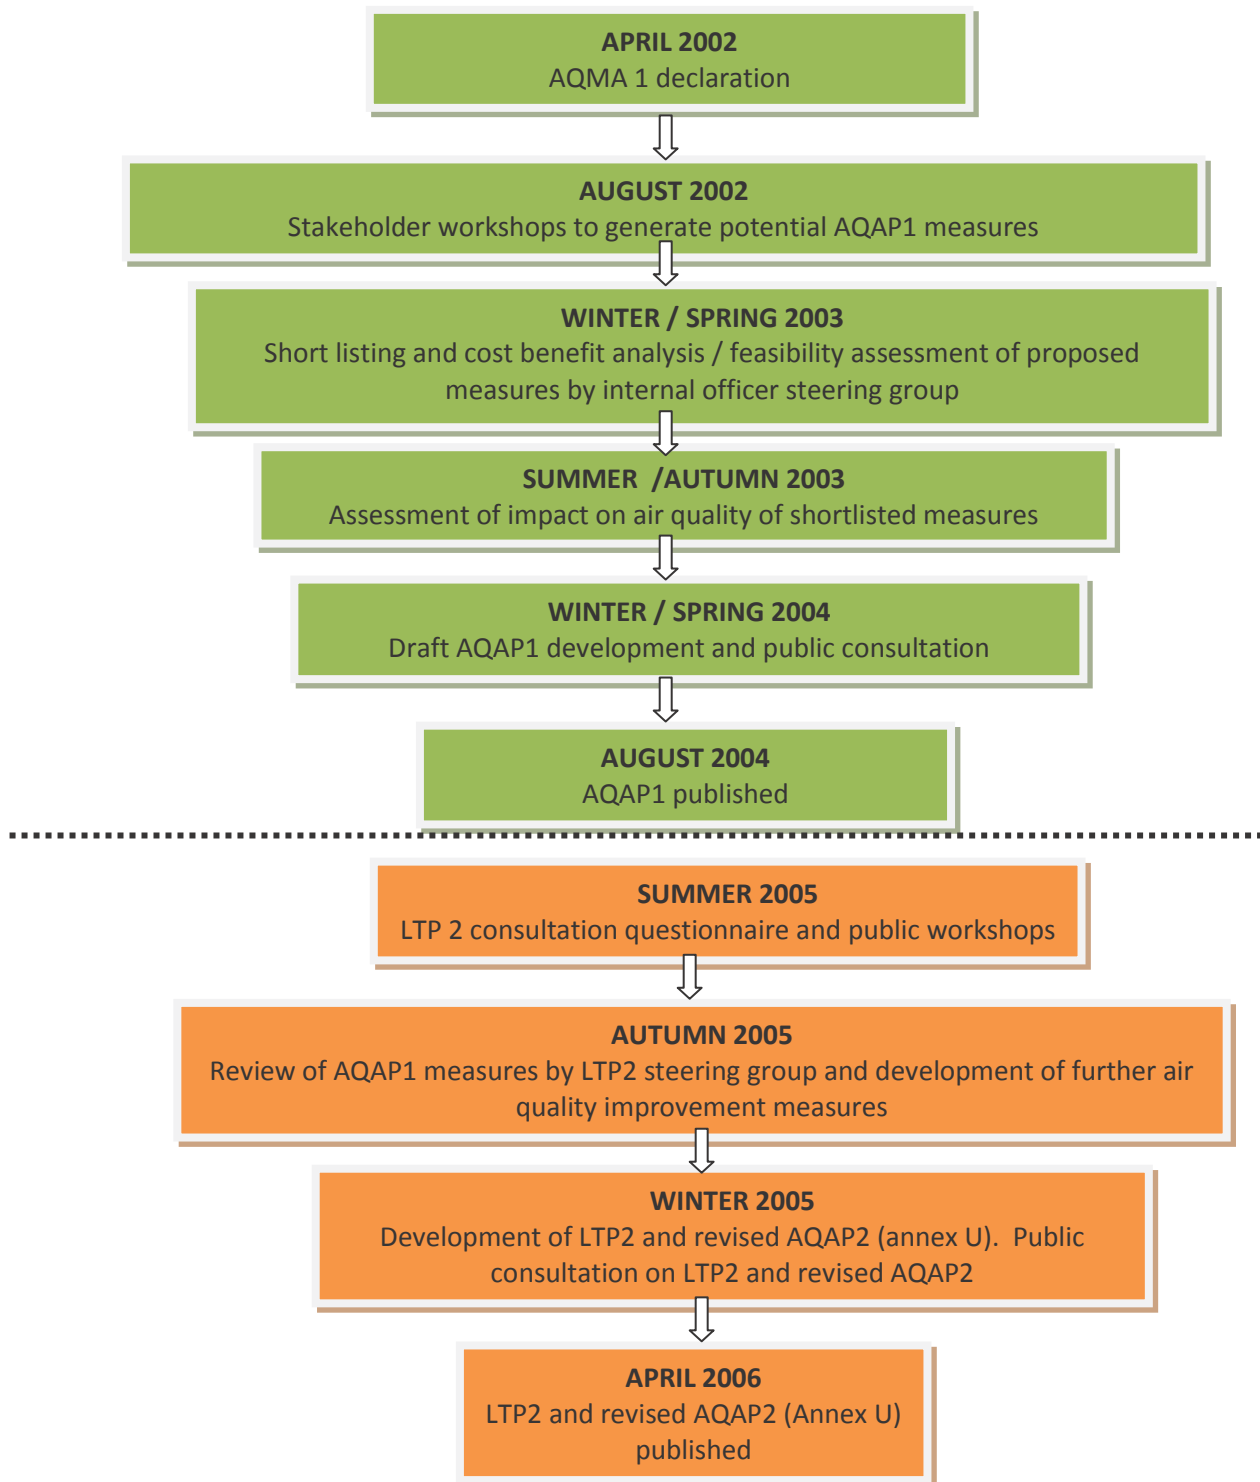 APRIL 2002
AQMA 1 declaration
AUGUST 2002
Stakeholder workshops to generate potential AQAP1 measures
WINTER / SPRING 2003
Short listing and cost benefit analysis / feasibility assessment of proposed
measures by internal officer steering group
SUMMER /AUTUMN 2003
Assessment of impact on air quality of shortlisted measures
WINTER / SPRING 2004
Draft AQAP1 development and public consultation
AUGUST 2004
AQAP1 published
SUMMER 2005
LTP 2 consultation questionnaire and public workshops
AUTUMN 2005
Review of AQAP1 measures by LTP2 steering group and development of further air
quality improvement measures
WINTER 2005
Development of LTP2 and revised AQAP2 (annex U). Public
consultation on LTP2 and revised AQAP2
APRIL 2006
LTP2 and revised AQAP2 (Annex U)
published